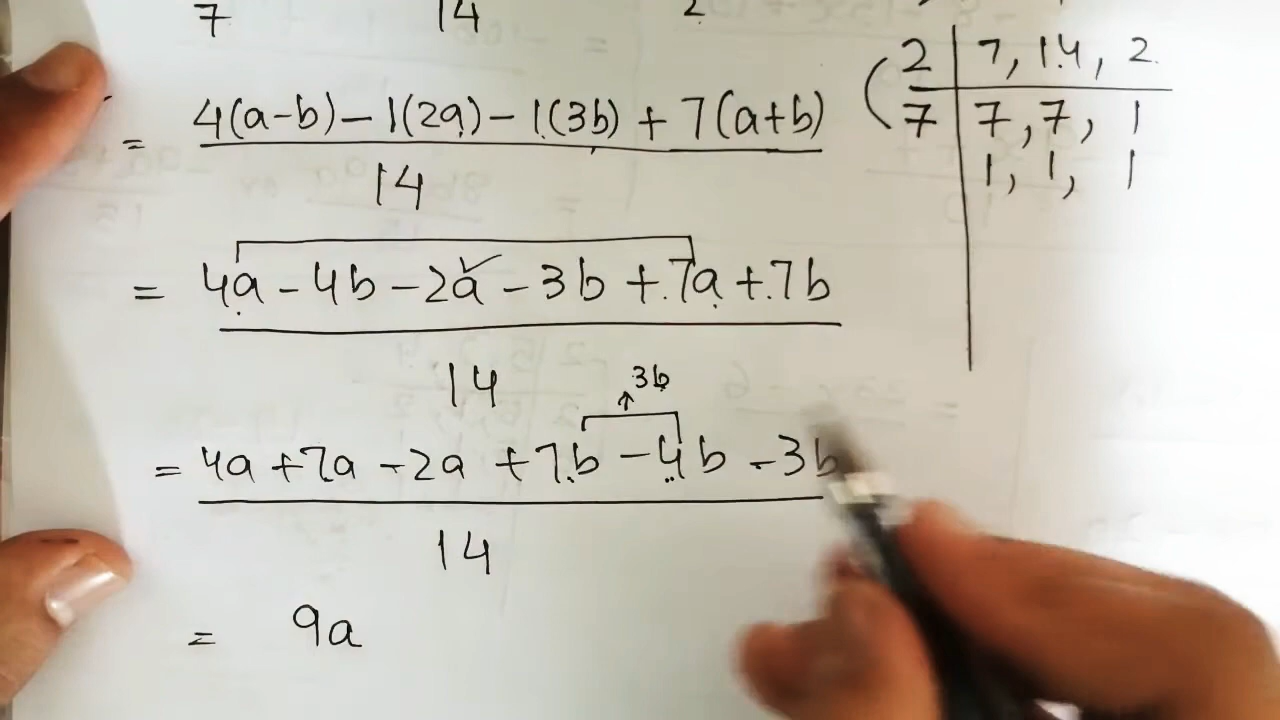 7 14 2
= 4(a-b) - 1(2a) - 1(3b) + 7(a+b)
14
2 | 7, 14, 2
7 | 7, 7, 1
1, 1, 1
= 4a - 4b - 2a - 3b + 7a + 7b
14
3b
= 4a + 7a - 2a + 7b - 4b - 3b
14
= 9a